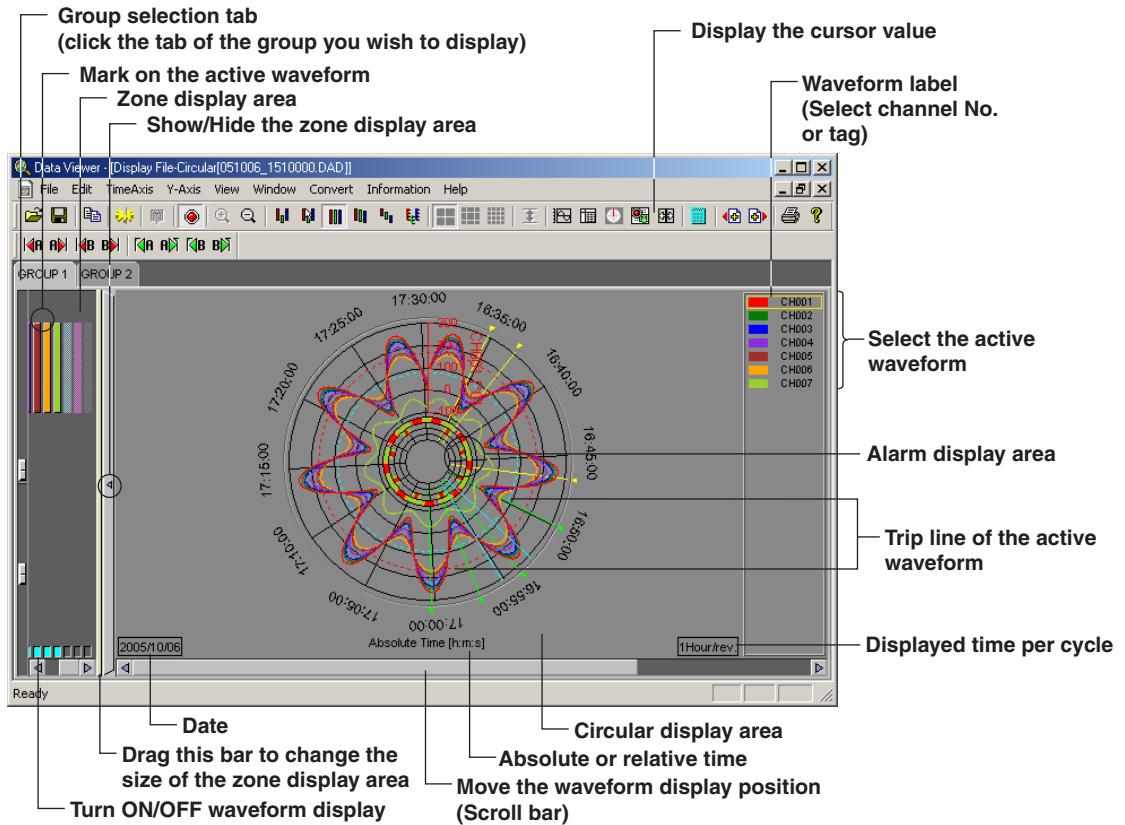 Group selection tab
(click the tab of the group you wish to display)
Mark on the active waveform
Zone display area
Show/Hide the zone display area
Display the cursor value
Waveform label
(Select channel No.
or tag)
Data Viewer - [Display File-Circular[051006_1510000.DAD]]
File Edit TimeAxis Y-Axis View Window Convert Information Help
A A B B A A B B
GROUP 1 GROUP 2
17:30:00
16:35:00
16:40:00
16:45:00
16:50:00
16:55:00
17:00:00
17:05:00
17:10:00
17:15:00
17:20:00
17:25:00
300
100
0
CH001
CH002
CH003
CH004
CH005
CH006
CH007
Select the active
waveform
Alarm display area
Trip line of the active
waveform
2005/10/06
Absolute Time [h:m:s]
1Hour/rev.
Displayed time per cycle
Ready
Date
Drag this bar to change the
size of the zone display area
Turn ON/OFF waveform display
Circular display area
Absolute or relative time
Move the waveform display position
(Scroll bar)